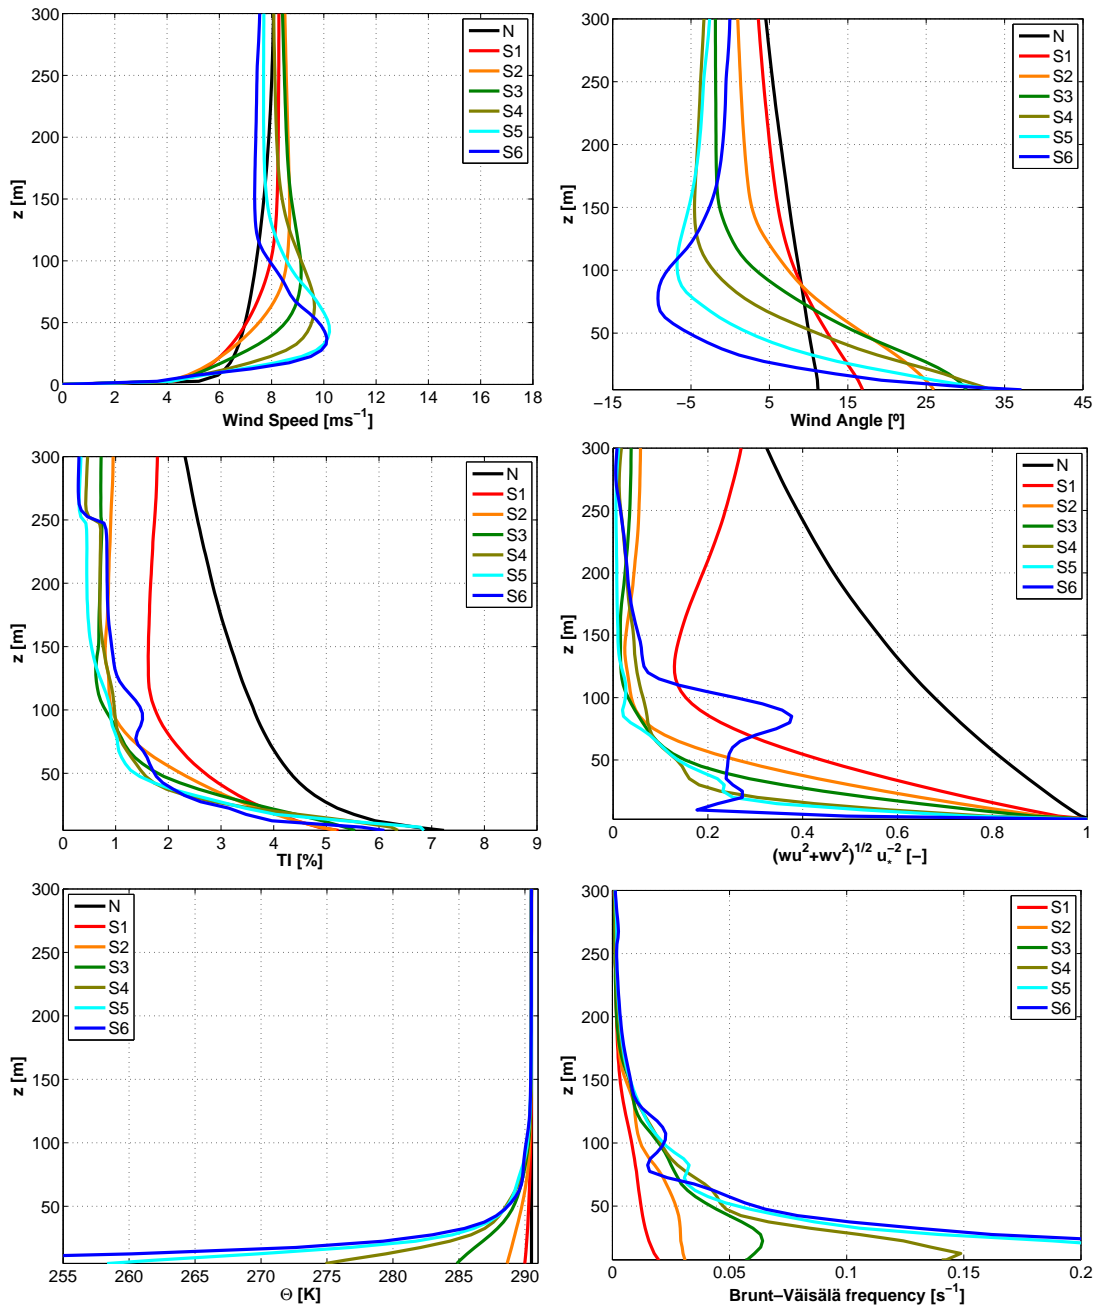 300
250
200
150
100
50
0
z [m]
0 2 4 6 8 10 12 14 16 18
Wind Speed [ms⁻¹]
N
S1
S2
S3
S4
S5
S6
300
250
200
150
100
50
z [m]
−15 −5 5 15 25 35 45
Wind Angle [º]
N
S1
S2
S3
S4
S5
S6
300
250
200
150
100
50
z [m]
0 1 2 3 4 5 6 7 8 9
TI [%]
N
S1
S2
S3
S4
S5
S6
300
250
200
150
100
50
z [m]
0 0.2 0.4 0.6 0.8 1
(wu²+wv²)^1/2 u_*^−2 [−]
N
S1
S2
S3
S4
S5
S6
300
250
200
150
100
50
z [m]
255 260 265 270 275 280 285 290
Θ [K]
N
S1
S2
S3
S4
S5
S6
300
250
200
150
100
50
z [m]
0 0.05 0.1 0.15 0.2
Brunt−Väisälä frequency [s⁻¹]
S1
S2
S3
S4
S5
S6